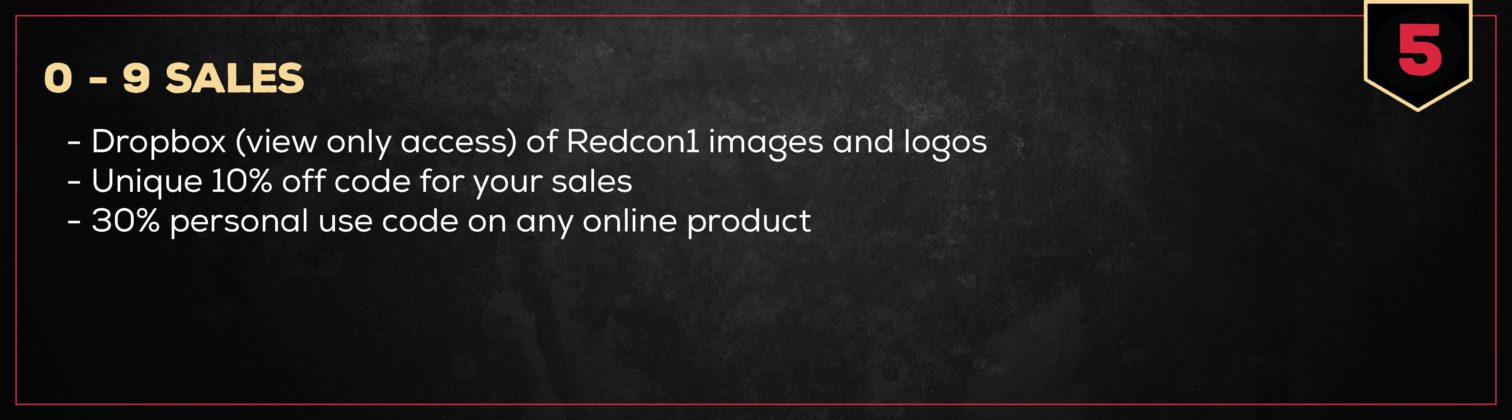 5
0 - 9 SALES
- Dropbox (view only access) of Redcon1 images and logos
- Unique 10% off code for your sales
- 30% personal use code on any online product